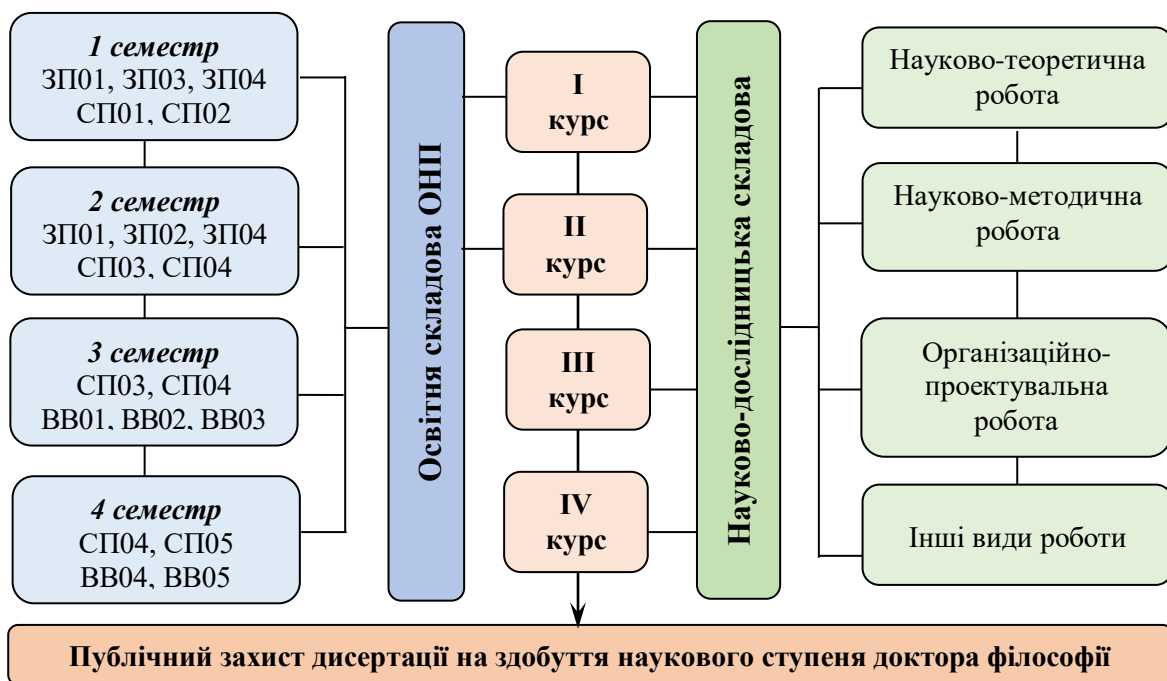 1 семестр
ЗП01, ЗП03, ЗП04
СП01, СП02
2 семестр
ЗП01, ЗП02, ЗП04
СП03, СП04
3 семестр
СП03, СП04
ВВ01, ВВ02, ВВ03
4 семестр
СП04, СП05
ВВ04, ВВ05
Освітня складова ОНП
I
курс
II
курс
III
курс
IV
курс
Науково-дослідницька складова
Науково-теоретична
робота
Науково-методична
робота
Організаційно-
проектувальна
робота
Інші види роботи
Публічний захист дисертації на здобуття наукового ступеня доктора філософії